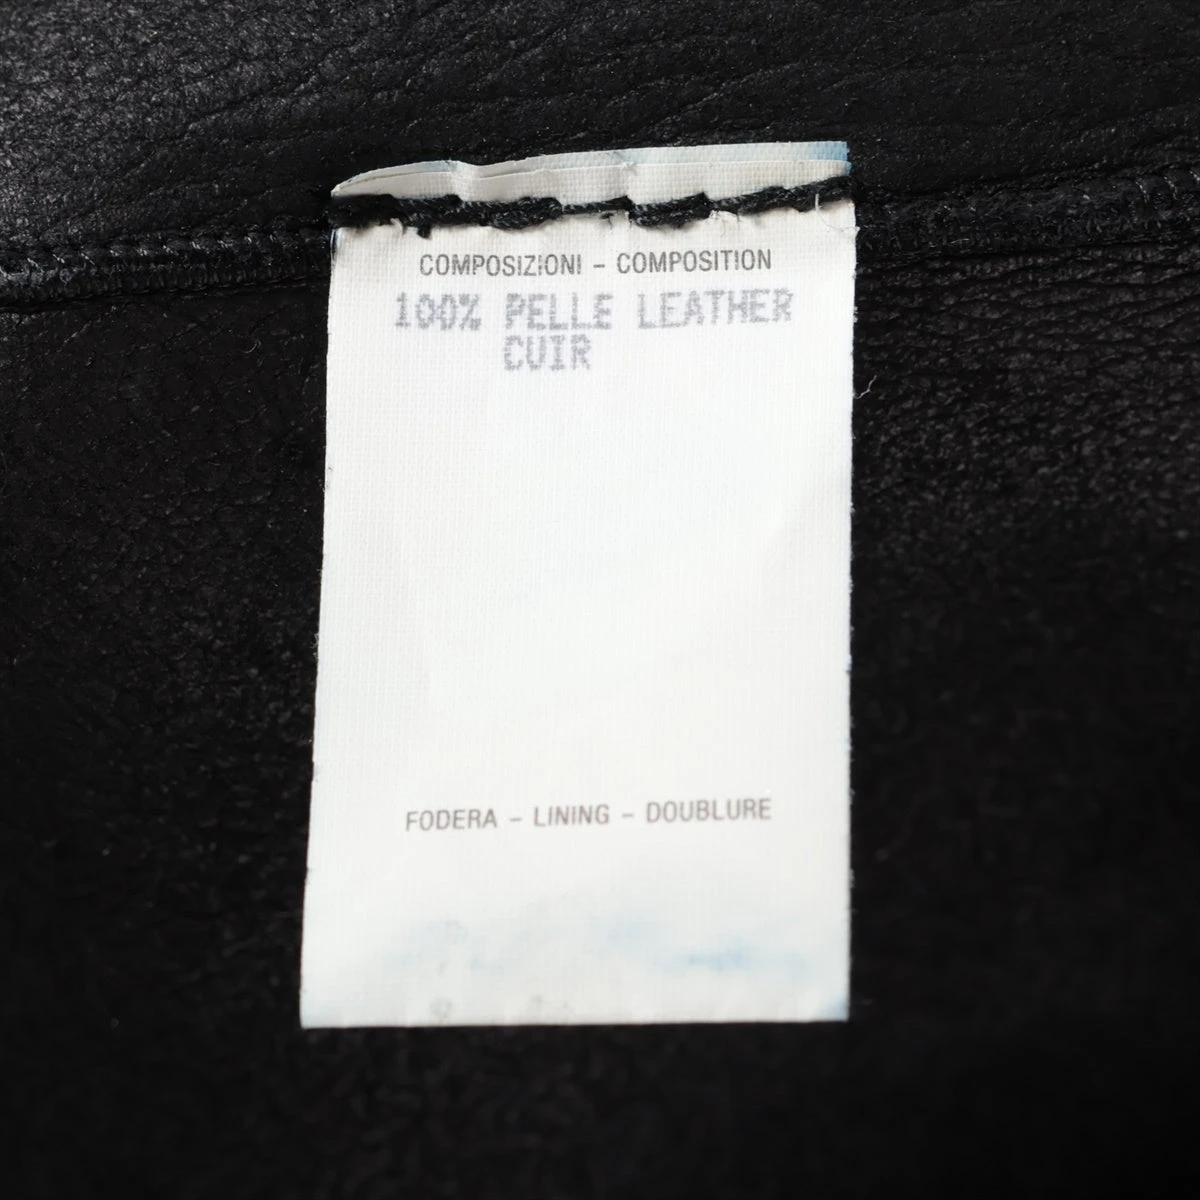 COMPOSIZIONI – COMPOSITION
100% PELLE LEATHER
CUIR
FODERA – LINING – DOUBLURE